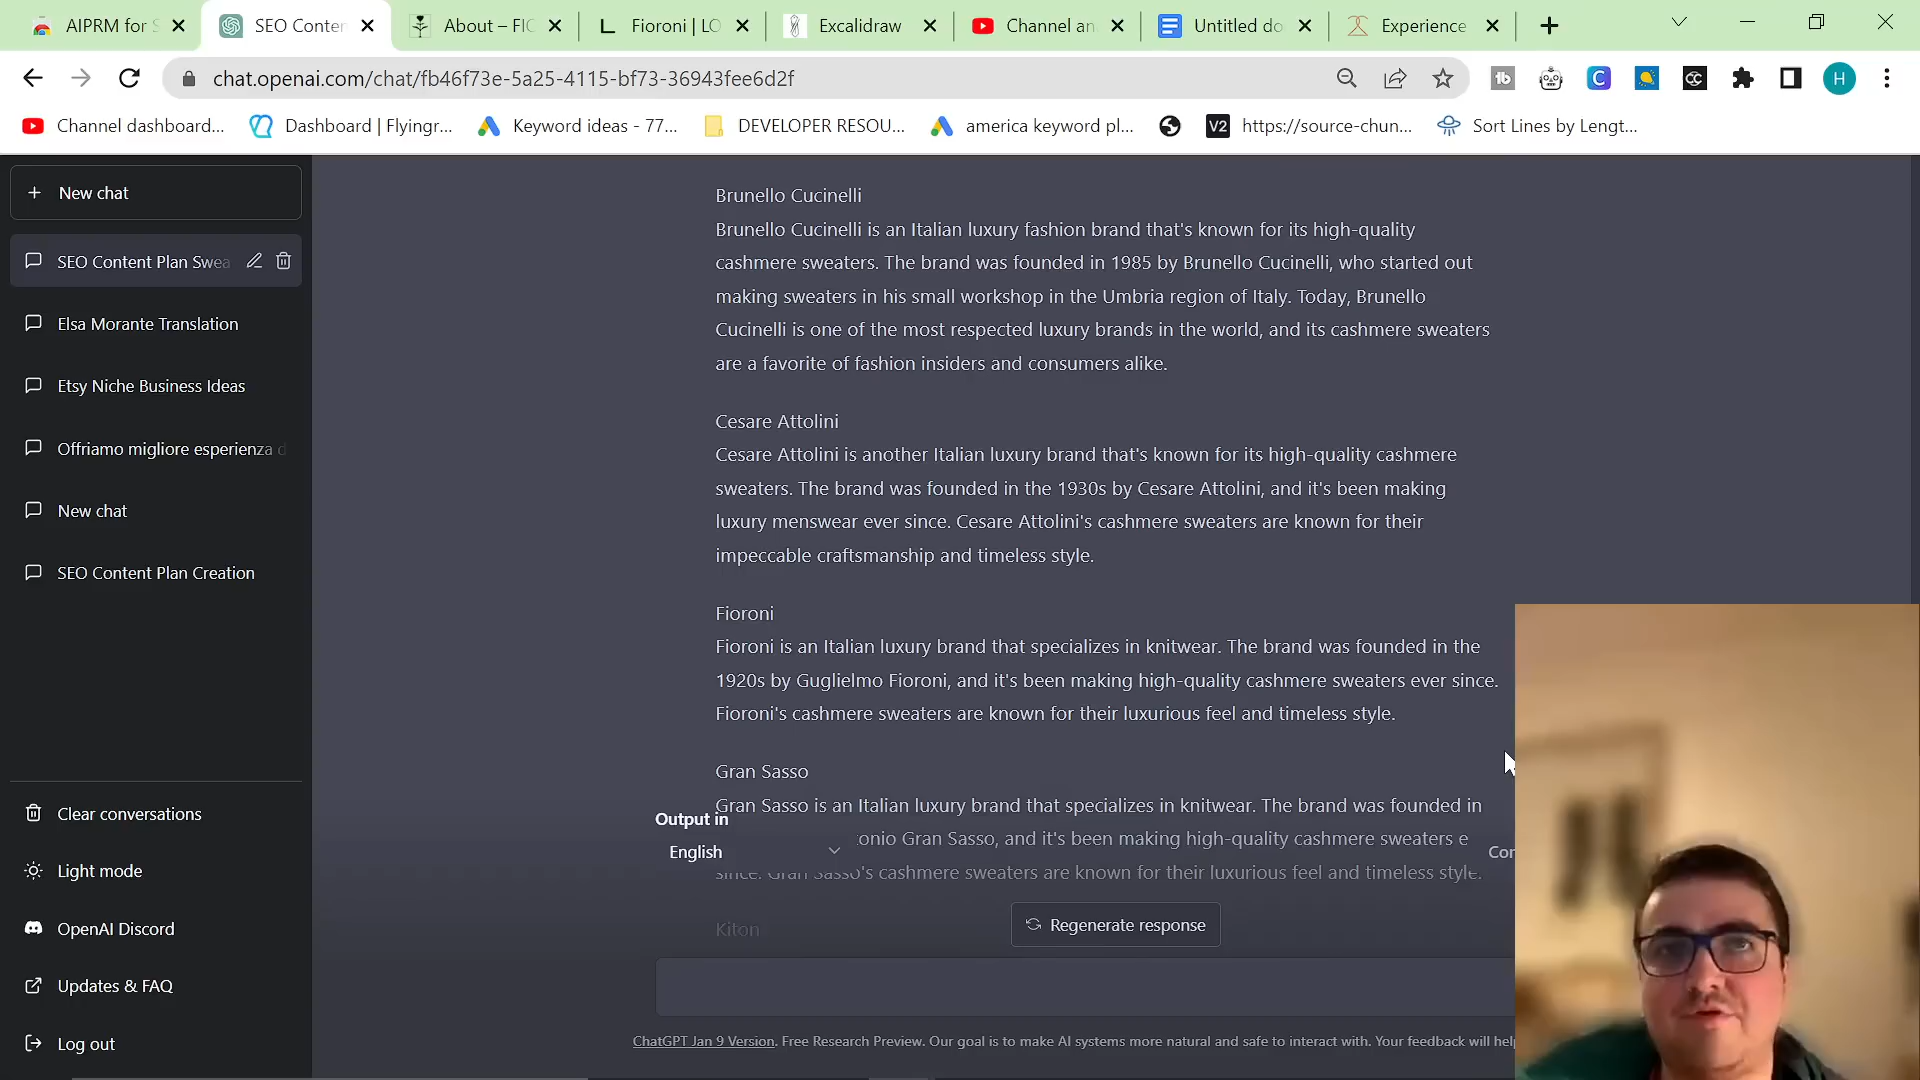 AIPRM for S
SEO Conten
About – FIO
Fioroni | LO
Excalidraw
Channel an
Untitled do
Experience
chat.openai.com/chat/fb46f73e-5a25-4115-bf73-36943fee6d2f
H
Channel dashboard...
Dashboard | Flyingr...
Keyword ideas - 77...
DEVELOPER RESOU...
america keyword pl...
V2
https://source-chun...
Sort Lines by Lengt...
New chat
SEO Content Plan Swea
Elsa Morante Translation
Etsy Niche Business Ideas
Offriamo migliore esperienza d
New chat
SEO Content Plan Creation
Clear conversations
Light mode
OpenAI Discord
Updates & FAQ
Log out
Brunello Cucinelli
Brunello Cucinelli is an Italian luxury fashion brand that's known for its high-quality
cashmere sweaters. The brand was founded in 1985 by Brunello Cucinelli, who started out
making sweaters in his small workshop in the Umbria region of Italy. Today, Brunello
Cucinelli is one of the most respected luxury brands in the world, and its cashmere sweaters
are a favorite of fashion insiders and consumers alike.
Cesare Attolini
Cesare Attolini is another Italian luxury brand that's known for its high-quality cashmere
sweaters. The brand was founded in the 1930s by Cesare Attolini, and it's been making
luxury menswear ever since. Cesare Attolini's cashmere sweaters are known for their
impeccable craftsmanship and timeless style.
Fioroni
Fioroni is an Italian luxury brand that specializes in knitwear. The brand was founded in the
1920s by Guglielmo Fioroni, and it's been making high-quality cashmere sweaters ever since.
Fioroni's cashmere sweaters are known for their luxurious feel and timeless style.
Gran Sasso
Gran Sasso is an Italian luxury brand that specializes in knitwear. The brand was founded in
Output in
onio Gran Sasso, and it's been making high-quality cashmere sweaters e
English
Con
since. Gran Sasso's cashmere sweaters are known for their luxurious feel and timeless style.
Kiton
Regenerate response
ChatGPT Jan 9 Version. Free Research Preview. Our goal is to make AI systems more natural and safe to interact with. Your feedback will help